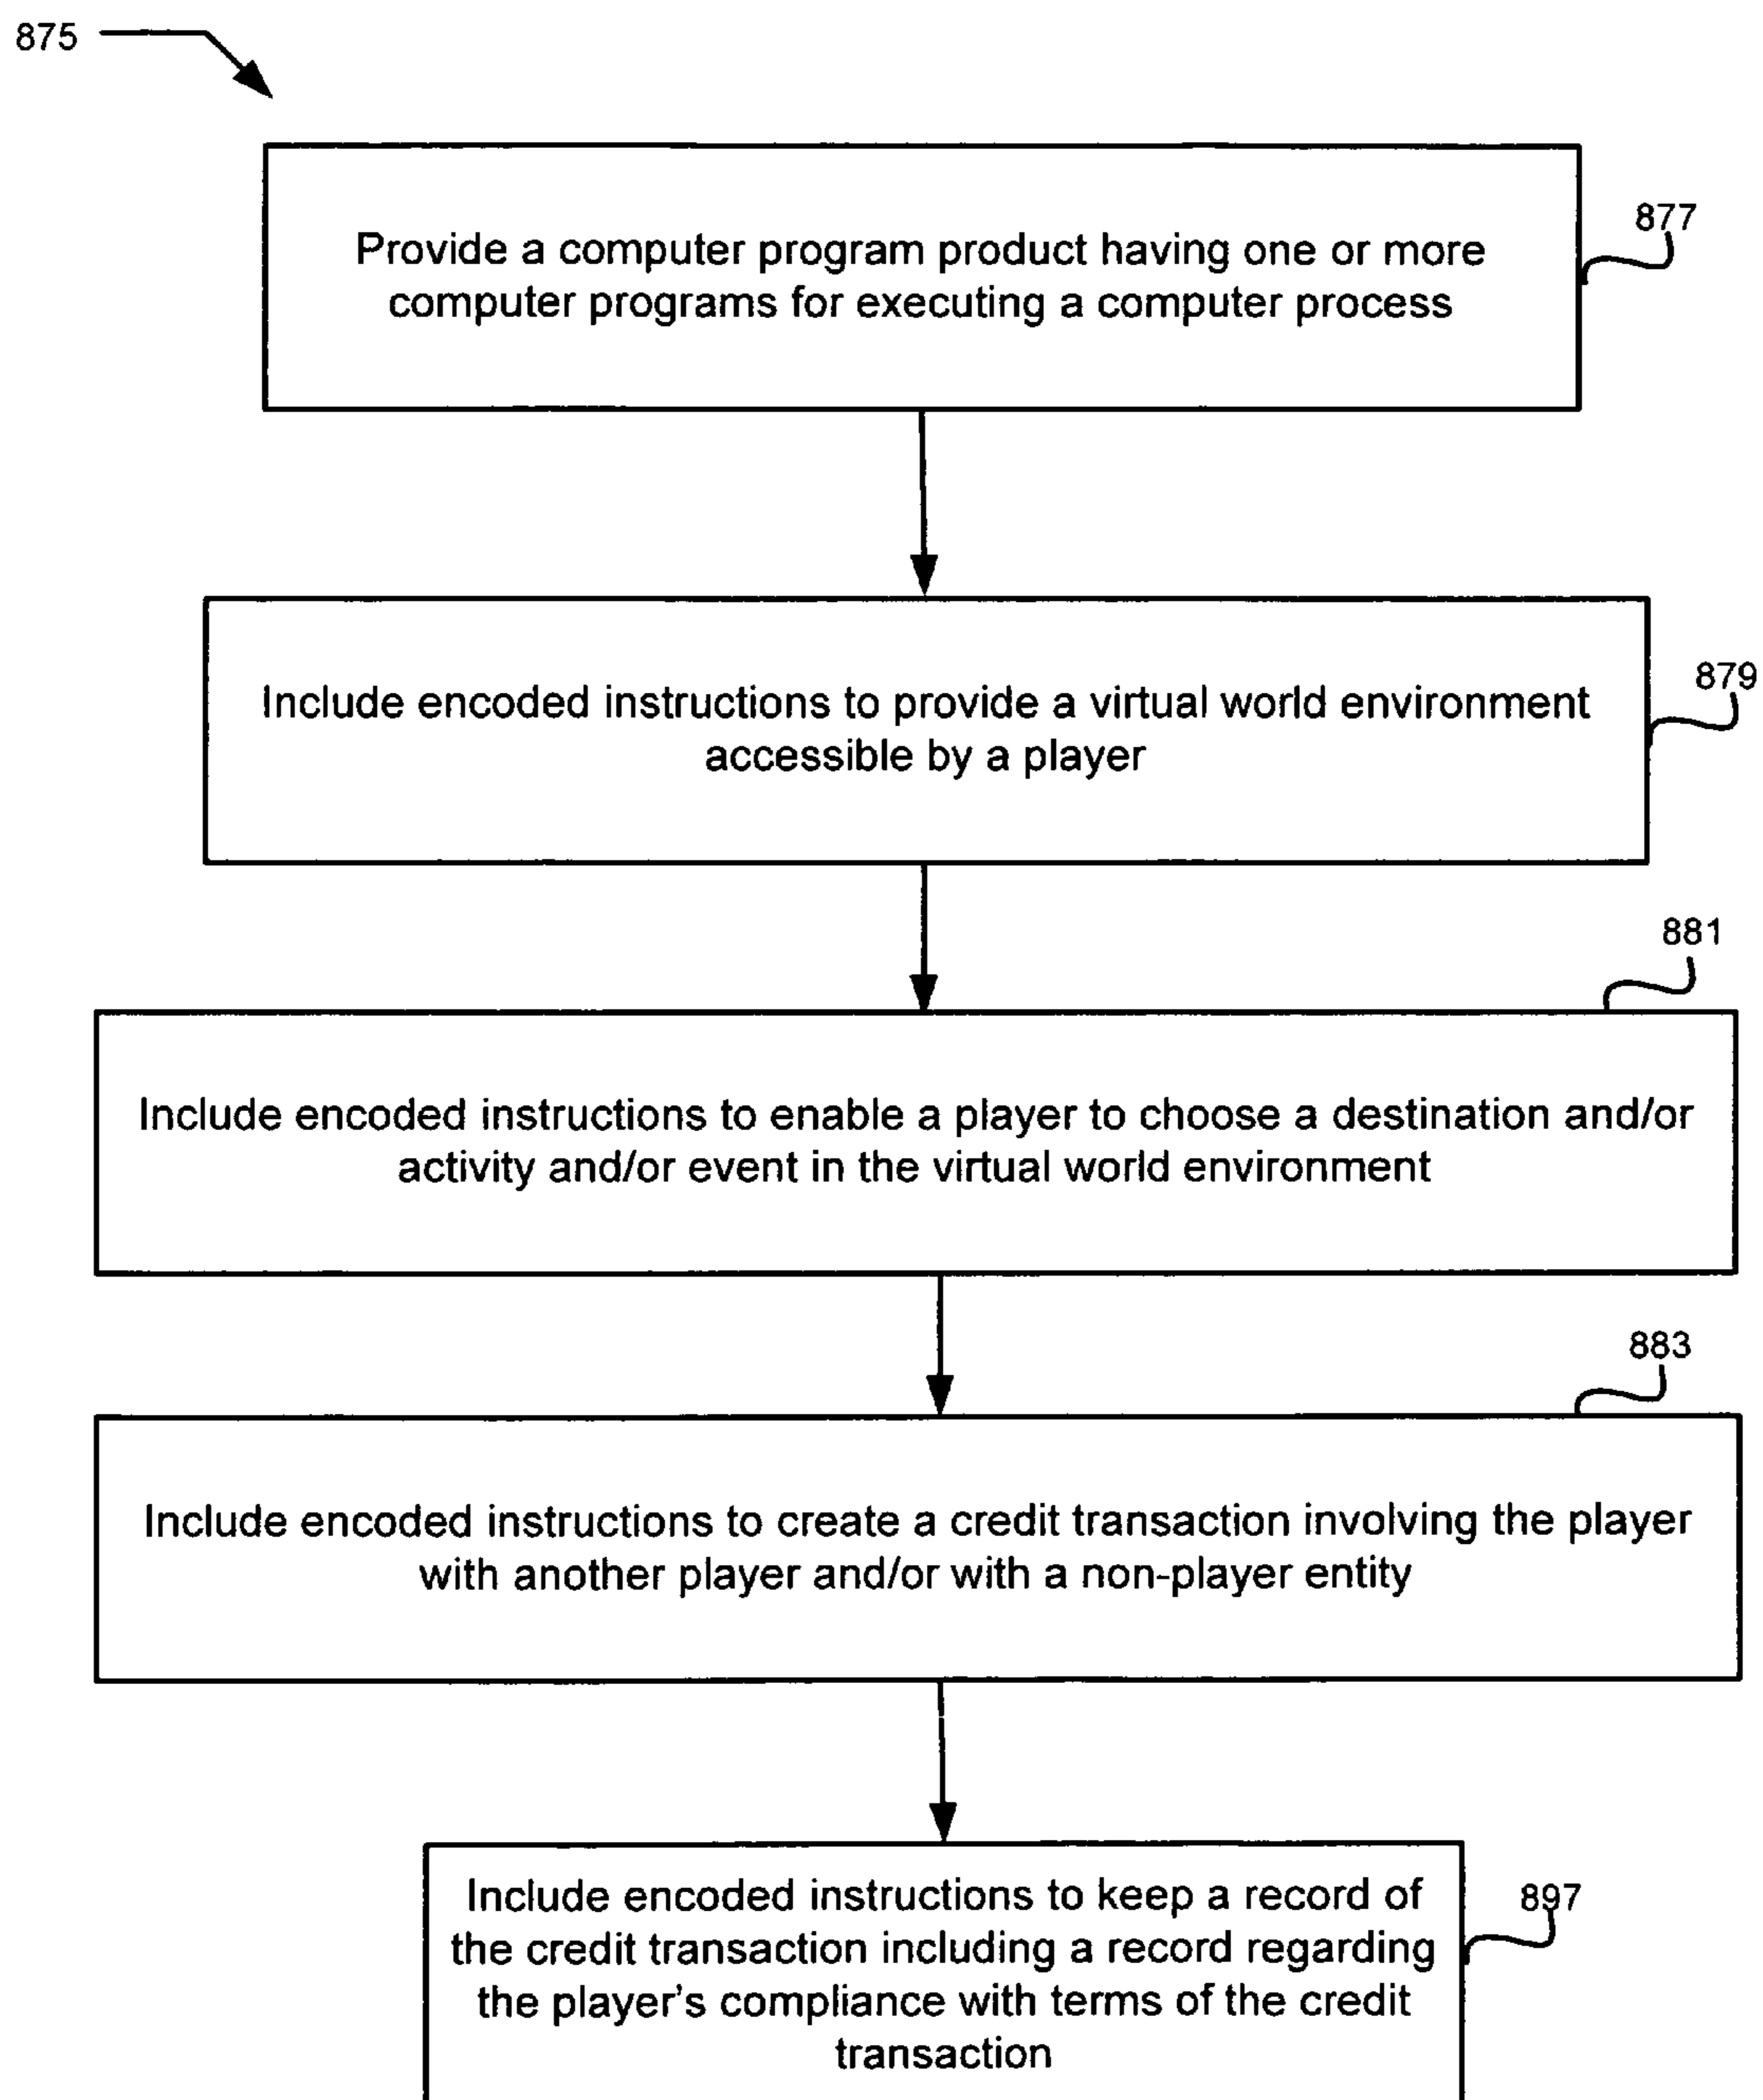 875
Provide a computer program product having one or more
computer programs for executing a computer process
877
Include encoded instructions to provide a virtual world environment
accessible by a player
879
881
Include encoded instructions to enable a player to choose a destination and/or
activity and/or event in the virtual world environment
883
Include encoded instructions to create a credit transaction involving the player
with another player and/or with a non-player entity
Include encoded instructions to keep a record of
the credit transaction including a record regarding
the player's compliance with terms of the credit
transaction
897